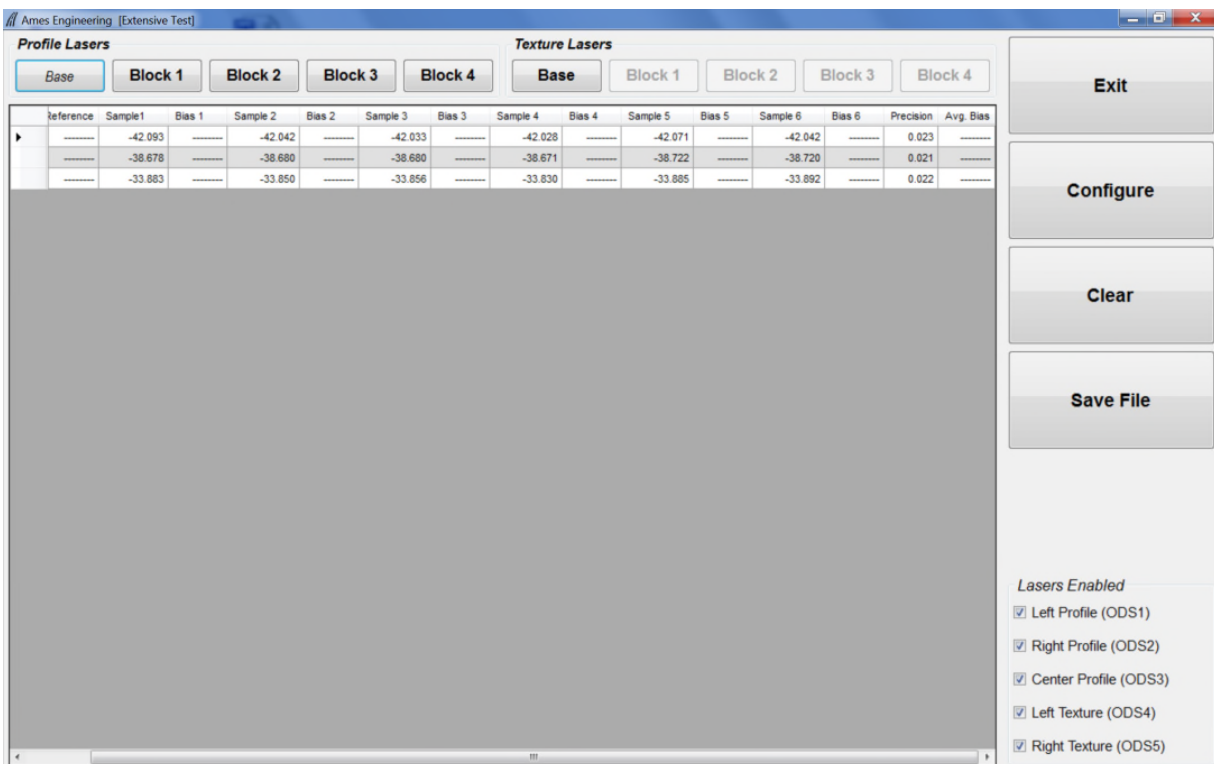 Ames Engineering [Extensive Test]
Profile Lasers
Texture Lasers
Base Block 1 Block 2 Block 3 Block 4 Base Block 1 Block 2 Block 3 Block 4
Exit
Reference Sample1 Bias 1 Sample 2 Bias 2 Sample 3 Bias 3 Sample 4 Bias 4 Sample 5 Bias 5 Sample 6 Bias 6 Precision Avg. Bias
-------- -42.093 -------- -42.042 -------- -42.033 -------- -42.028 -------- -42.071 -------- -42.042 -------- 0.023 --------
-------- -38.678 -------- -38.680 -------- -38.680 -------- -38.671 -------- -38.722 -------- -38.720 -------- 0.021 --------
-------- -33.883 -------- -33.850 -------- -33.856 -------- -33.830 -------- -33.885 -------- -33.892 -------- 0.022 --------
Configure
Clear
Save File
Lasers Enabled
Left Profile (ODS1)
Right Profile (ODS2)
Center Profile (ODS3)
Left Texture (ODS4)
Right Texture (ODS5)